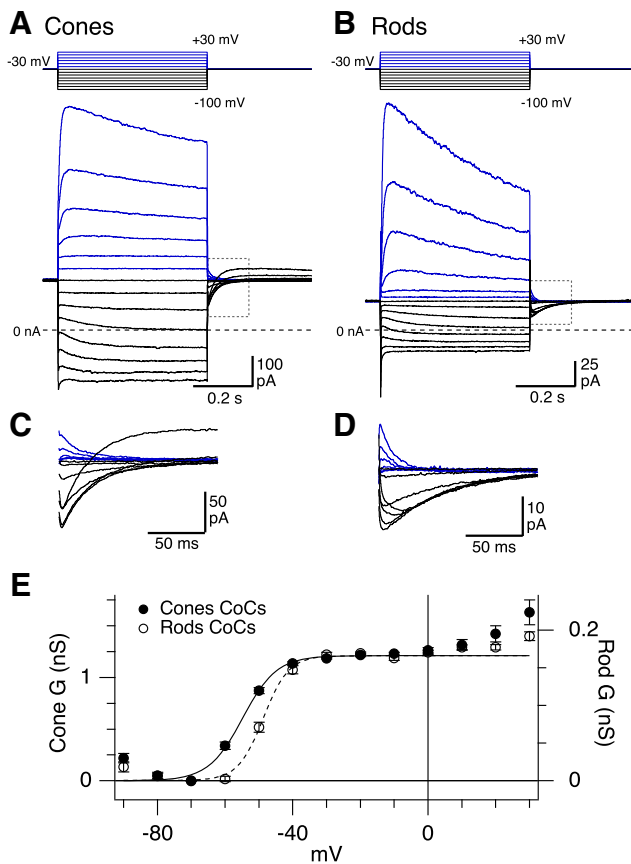 A Cones
+30 mV
-30 mV
-100 mV
0 nA
100
pA
0.2 s
B Rods
+30 mV
-30 mV
-100 mV
0 nA
25
pA
0.2 s
C
50
pA
50 ms
D
10
pA
50 ms
E
Cones CoCs
Rods CoCs
Cone G (nS)
1
0
Rod G (nS)
0.2
0
-80
-40
0
mV